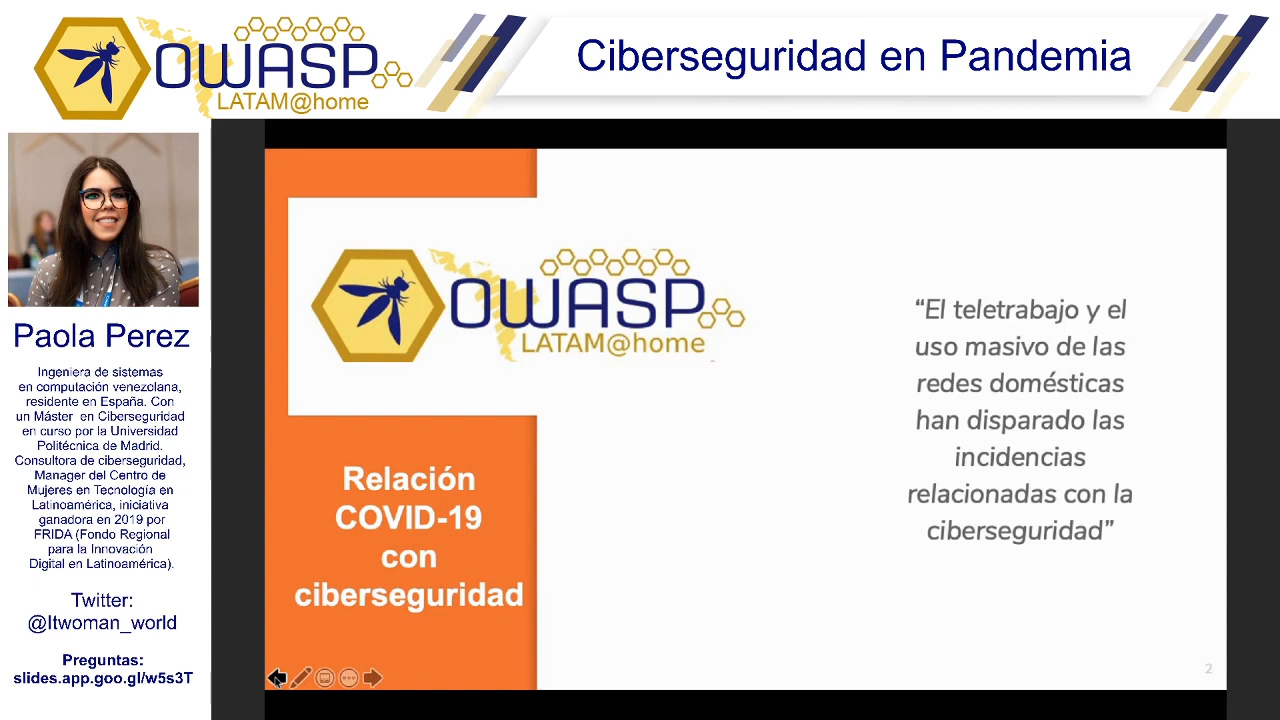 OWASP
LATAM@home
Ciberseguridad en Pandemia
Paola Perez
Ingeniera de sistemas
en computación venezolana,
residente en España. Con
un Máster en Ciberseguridad
en curso por la Universidad
Politécnica de Madrid.
Consultora de ciberseguridad,
Manager del Centro de
Mujeres en Tecnología en
Latinoamérica, iniciativa
ganadora en 2019 por
FRIDA (Fondo Regional
para la Innovación
Digital en Latinoamérica).
Twitter:
@Itwoman_world
Preguntas:
slides.app.goo.gl/w5s3T
OWASP
LATAM@home
Relación
COVID-19
con
ciberseguridad
“El teletrabajo y el
uso masivo de las
redes domésticas
han disparado las
incidencias
relacionadas con la
ciberseguridad”
2